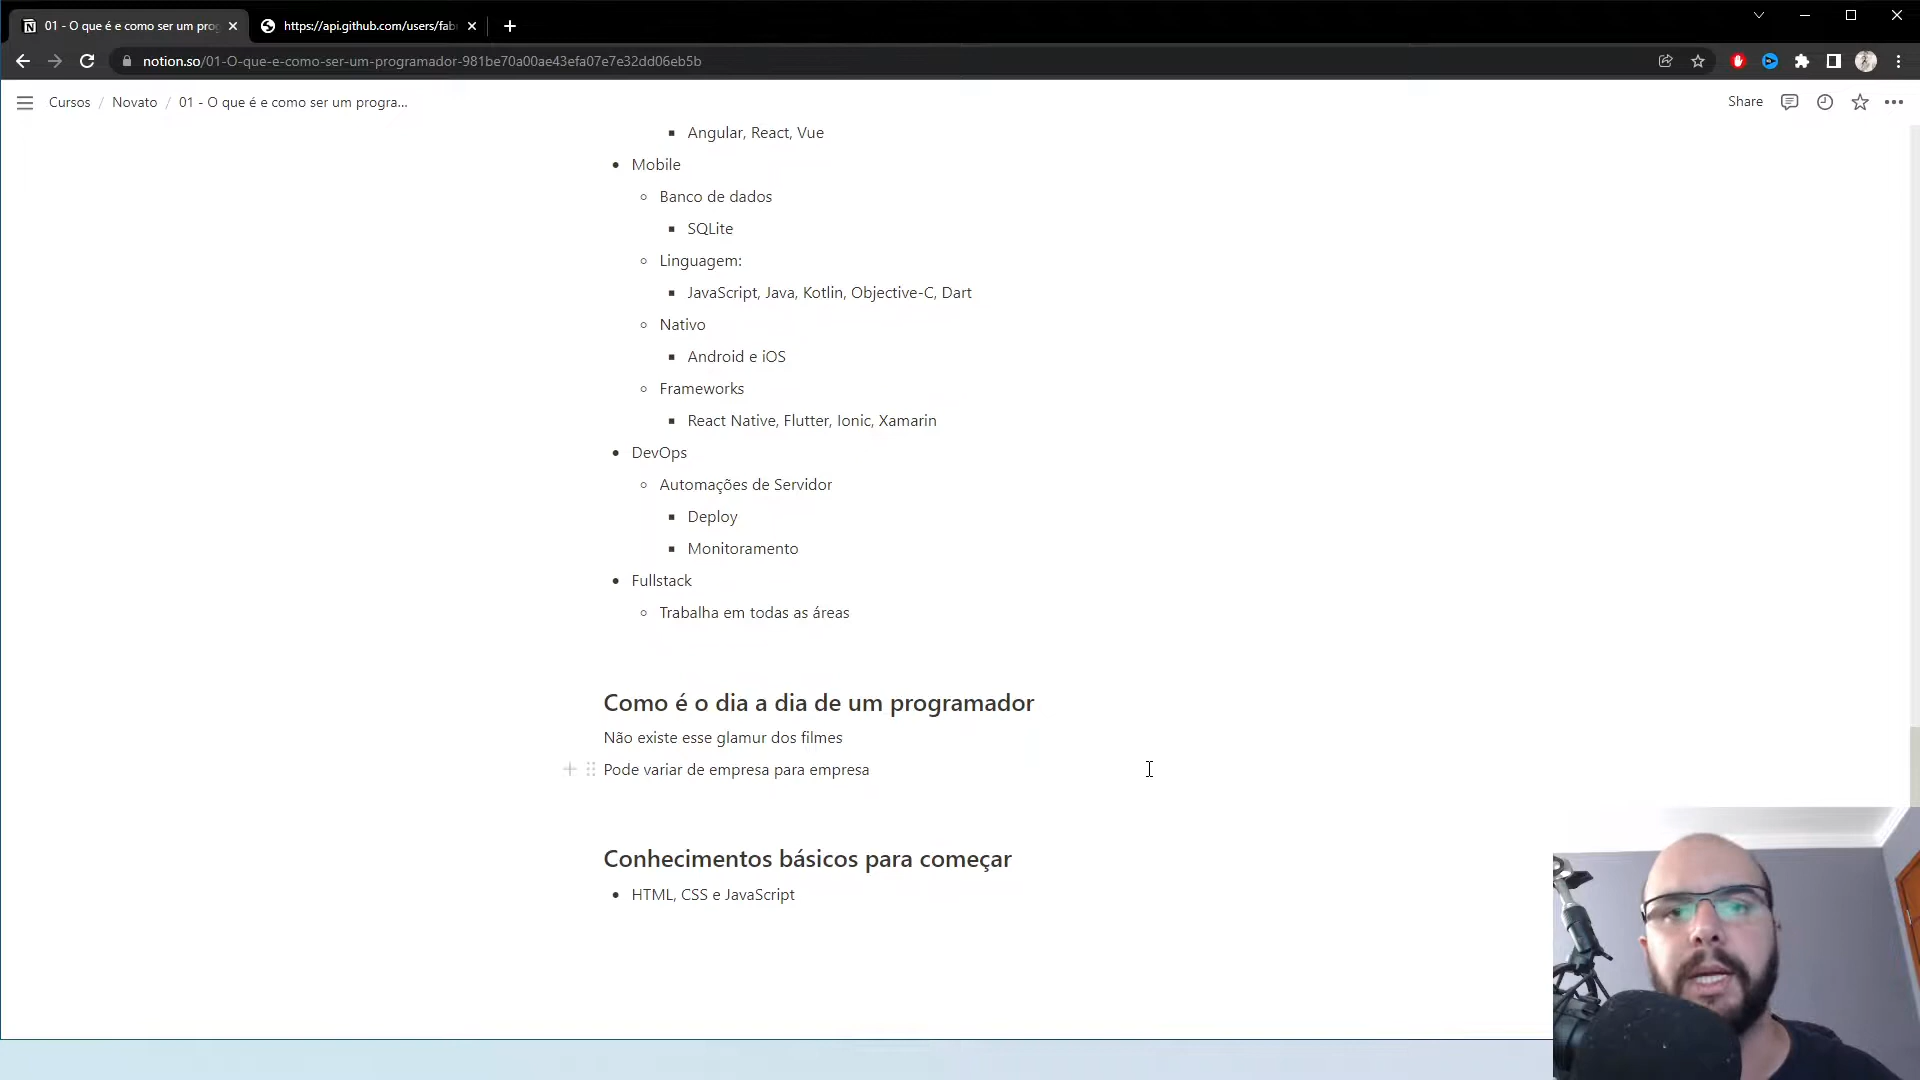 01 - O que é e como ser um prog
https://api.github.com/users/fab
notion.so/01-O-que-e-como-ser-um-programador-981be70a00ae43efa07e7e32dd06eb5b
Cursos / Novato / 01 - O que é e como ser um progra...
Share
Angular, React, Vue
Mobile
Banco de dados
SQLite
Linguagem:
JavaScript, Java, Kotlin, Objective-C, Dart
Nativo
Android e iOS
Frameworks
React Native, Flutter, Ionic, Xamarin
DevOps
Automações de Servidor
Deploy
Monitoramento
Fullstack
Trabalha em todas as áreas
Como é o dia a dia de um programador
Não existe esse glamur dos filmes
Pode variar de empresa para empresa
Conhecimentos básicos para começar
HTML, CSS e JavaScript